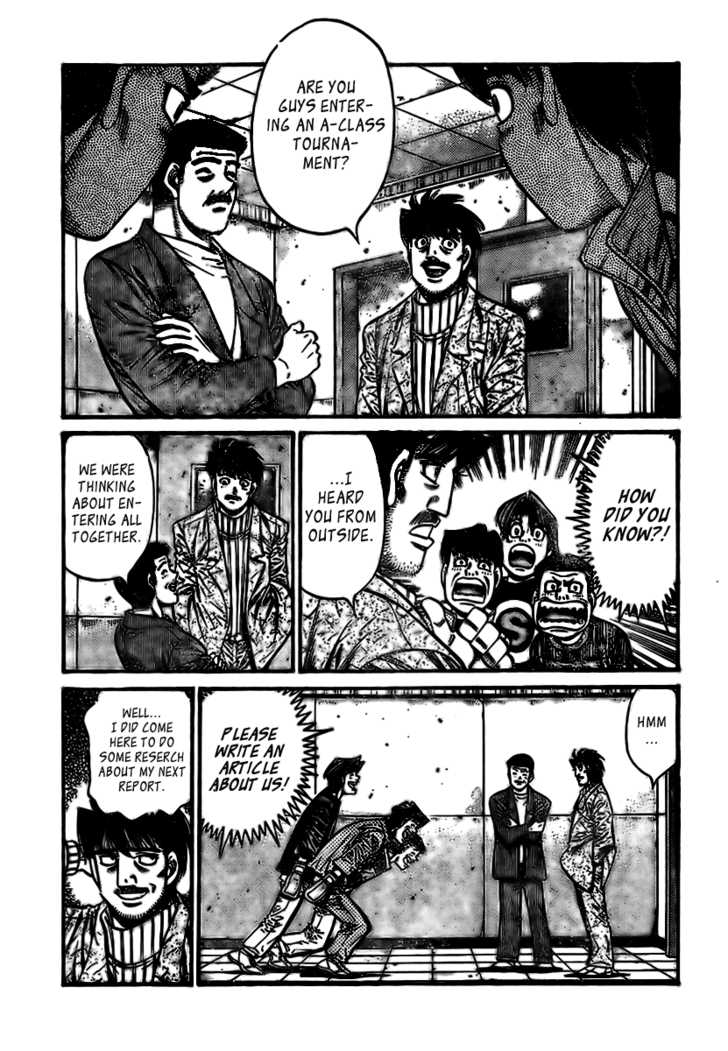 ARE YOU
GUYS ENTER-
ING AN A-CLASS
TOURNA-
MENT?
HOW
DID YOU
KNOW?!
...I
HEARD
YOU FROM
OUTSIDE.
S
WE WERE
THINKING
ABOUT EN-
TERING ALL
TOGETHER.
HMM
...
PLEASE
WRITE AN
ARTICLE
ABOUT US!
WELL...
I DID COME
HERE TO DO
SOME RESERCH
ABOUT MY NEXT
REPORT.